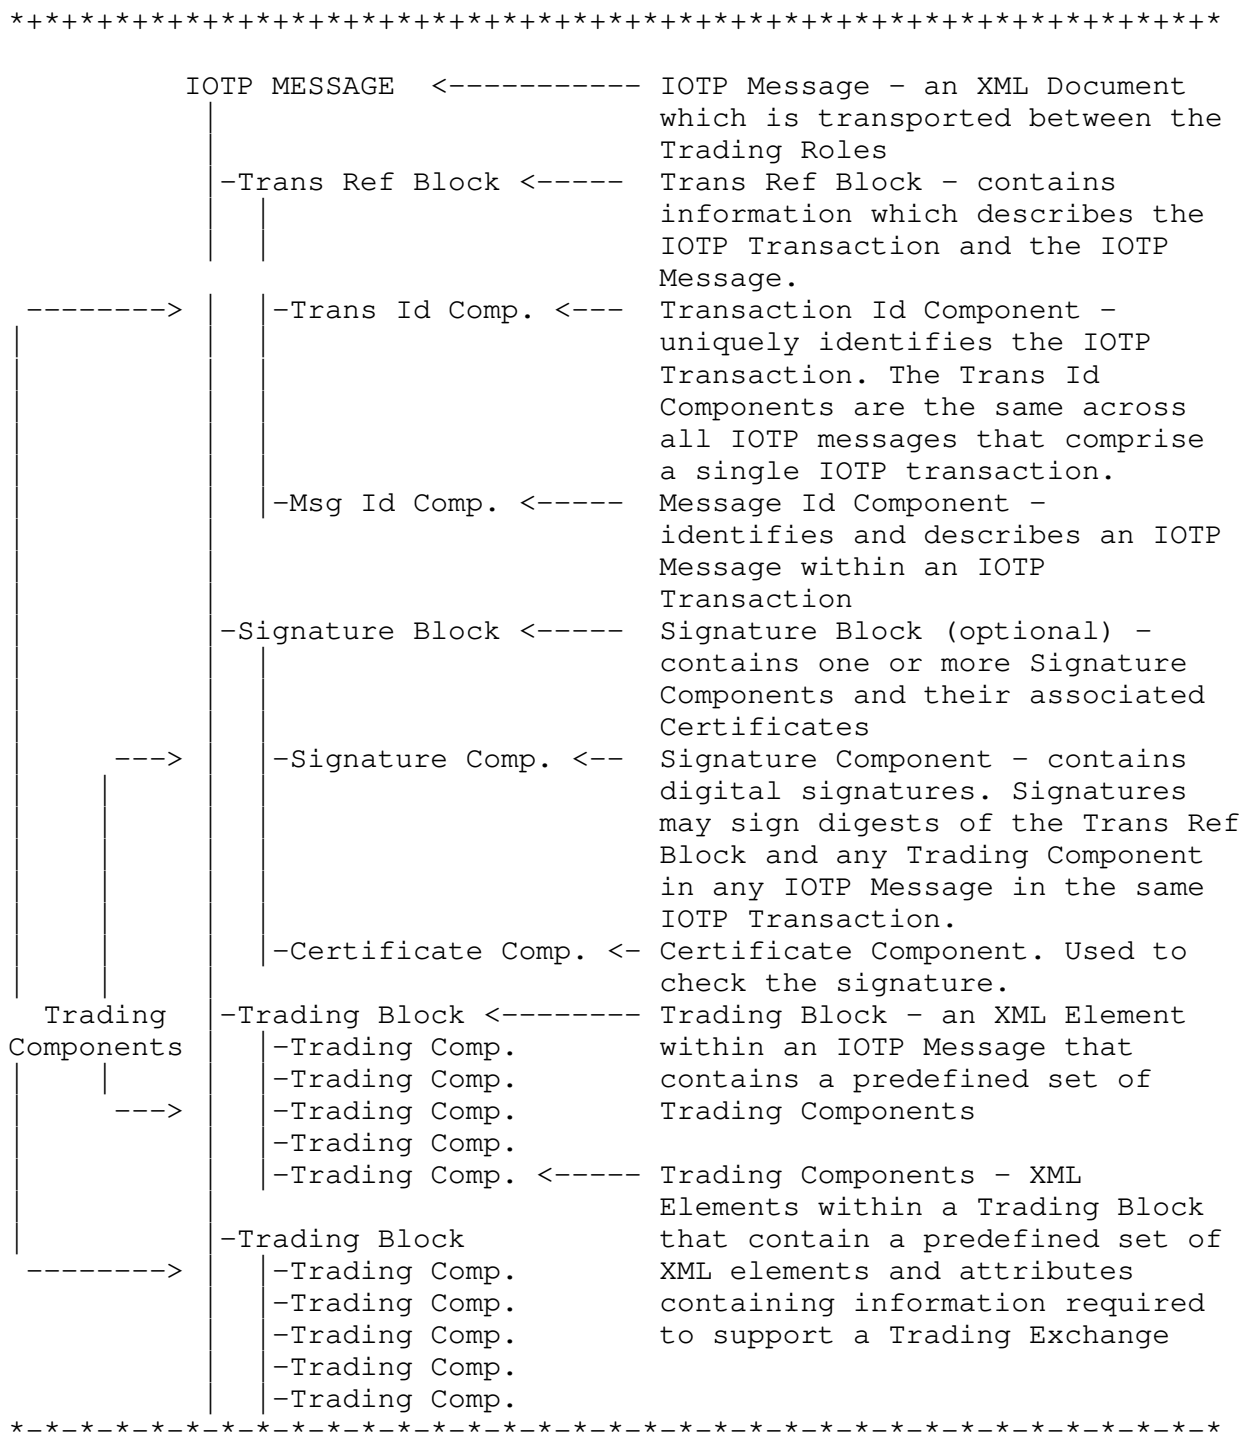 *+*+*+*+*+*+*+*+*+*+*+*+*+*+*+*+*+*+*+*+*+*+*+*+*+*+*+*+*+*+*+*+*+*+*
IOTP MESSAGE <----------- IOTP Message - an XML Document
| which is transported between the
| Trading Roles
|-Trans Ref Block <----- Trans Ref Block - contains
| | information which describes the
| | IOTP Transaction and the IOTP
Message.
--------> | |-Trans Id Comp. <--- Transaction Id Component -
| | | uniquely identifies the IOTP
| | | Transaction. The Trans Id
| | | Components are the same across
| | | all IOTP messages that comprise
| | | a single IOTP transaction.
| | |-Msg Id Comp. <----- Message Id Component -
| | identifies and describes an IOTP
| | Message within an IOTP
| | Transaction
| |-Signature Block <----- Signature Block (optional) -
| | | contains one or more Signature
| | | Components and their associated
| | | Certificates
| ---> | |-Signature Comp. <-- Signature Component - contains
| | | | digital signatures. Signatures
| | | | may sign digests of the Trans Ref
| | | | Block and any Trading Component
| | | | in any IOTP Message in the same
| | | | IOTP Transaction.
| | | |-Certificate Comp. <- Certificate Component. Used to
| | | check the signature.
Trading |-Trading Block <-------- Trading Block - an XML Element
Components | |-Trading Comp. within an IOTP Message that
| | | |-Trading Comp. contains a predefined set of
| ---> | |-Trading Comp. Trading Components
| | |-Trading Comp.
| | |-Trading Comp. <----- Trading Components - XML
| | Elements within a Trading Block
| |-Trading Block that contain a predefined set of
--------> | |-Trading Comp. XML elements and attributes
| |-Trading Comp. containing information required
| |-Trading Comp. to support a Trading Exchange
| |-Trading Comp.
| |-Trading Comp.
*-*-*-*-*-*-*-*-*-*-*-*-*-*-*-*-*-*-*-*-*-*-*-*-*-*-*-*-*-*-*-*-*-*-*